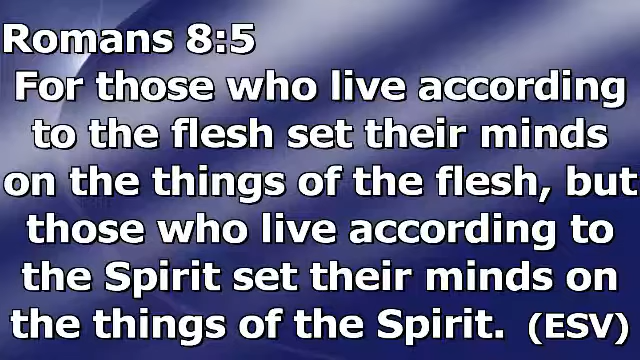 Romans 8:5
For those who live according
to the flesh set their minds
on the things of the flesh, but
those who live according to
the Spirit set their minds on
the things of the Spirit. (ESV)